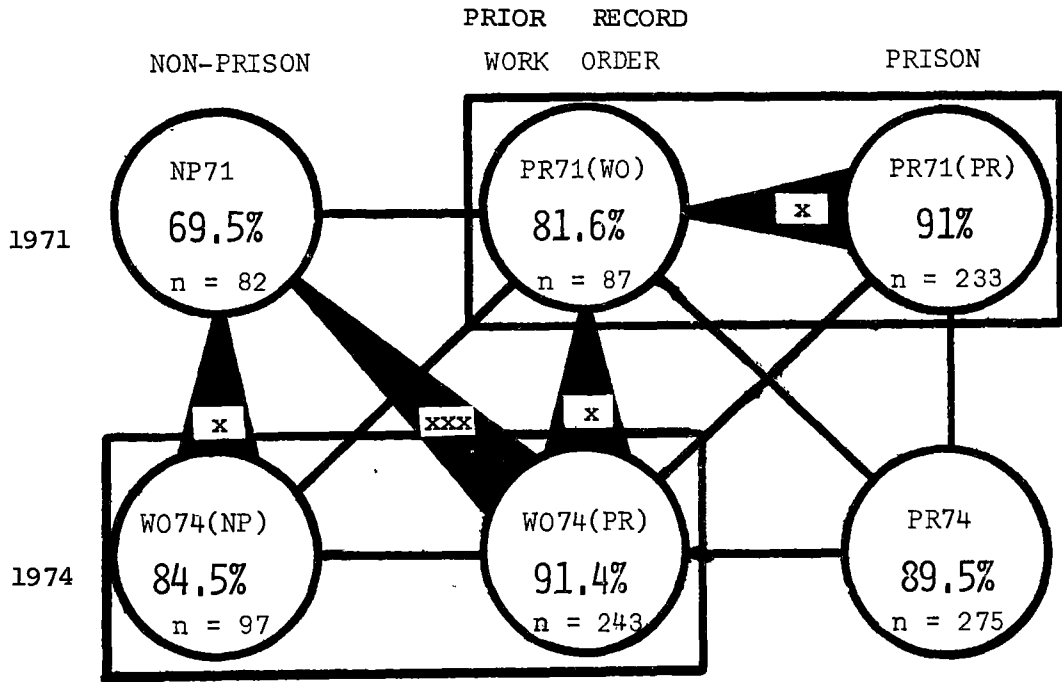 PRIOR RECORD
NON-PRISON WORK ORDER PRISON
1971
NP71
69.5%
n = 82
PR71(WO)
81.6%
n = 87
x
PR71(PR)
91%
n = 233
x
xxx
x
1974
WO74(NP)
84.5%
n = 97
WO74(PR)
91.4%
n = 243
PR74
89.5%
n = 275